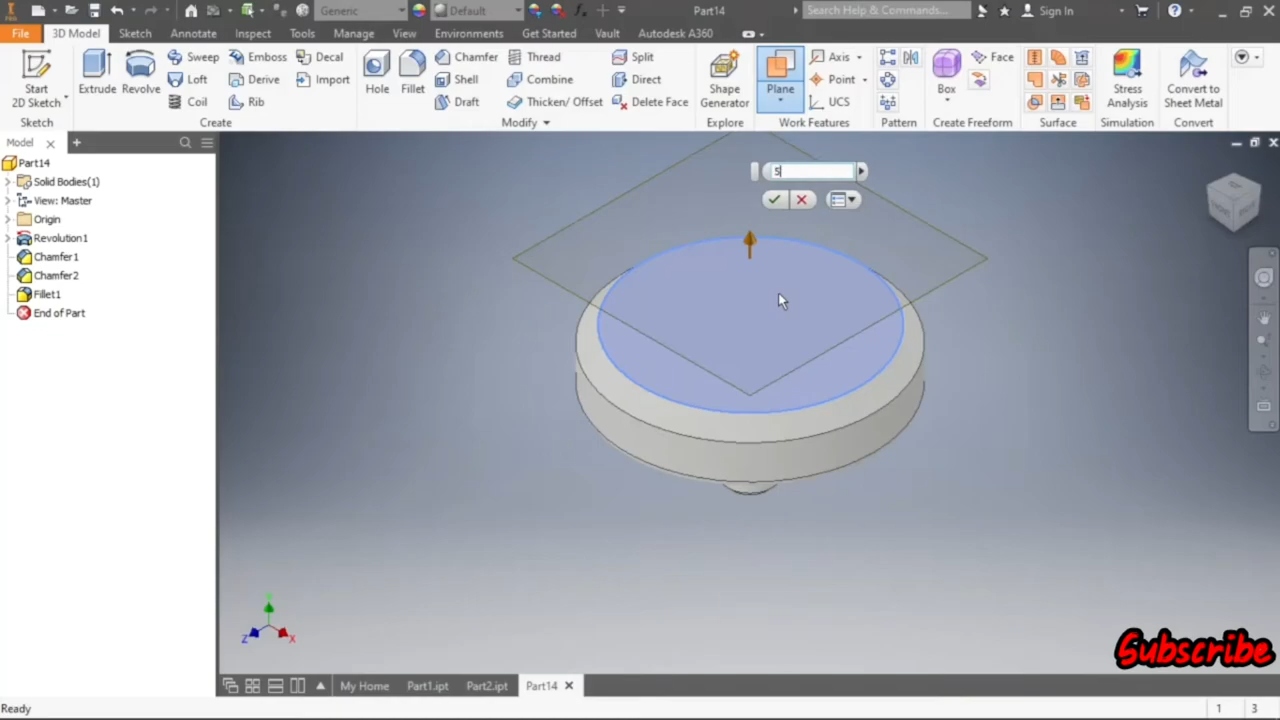 Generic
Default
Part14
Search Help & Commands...
Sign In
File
3D Model
Sketch
Annotate
Inspect
Tools
Manage
View
Environments
Get Started
Vault
Autodesk A360
Start
2D Sketch
Extrude
Revolve
Sweep
Loft
Coil
Emboss
Derive
Rib
Decal
Import
Hole
Fillet
Chamfer
Shell
Draft
Thread
Combine
Thicken/ Offset
Split
Direct
Delete Face
Shape
Generator
Plane
Axis
Point
UCS
Box
Face
Stress
Analysis
Convert to
Sheet Metal
Sketch
Create
Modify
Explore
Work Features
Pattern
Create Freeform
Surface
Simulation
Convert
Model
Part14
Solid Bodies(1)
View: Master
Origin
Revolution1
Chamfer1
Chamfer2
Fillet1
End of Part
5
Z
X
Subscribe
My Home
Part1.ipt
Part2.ipt
Part14
Ready
1
3